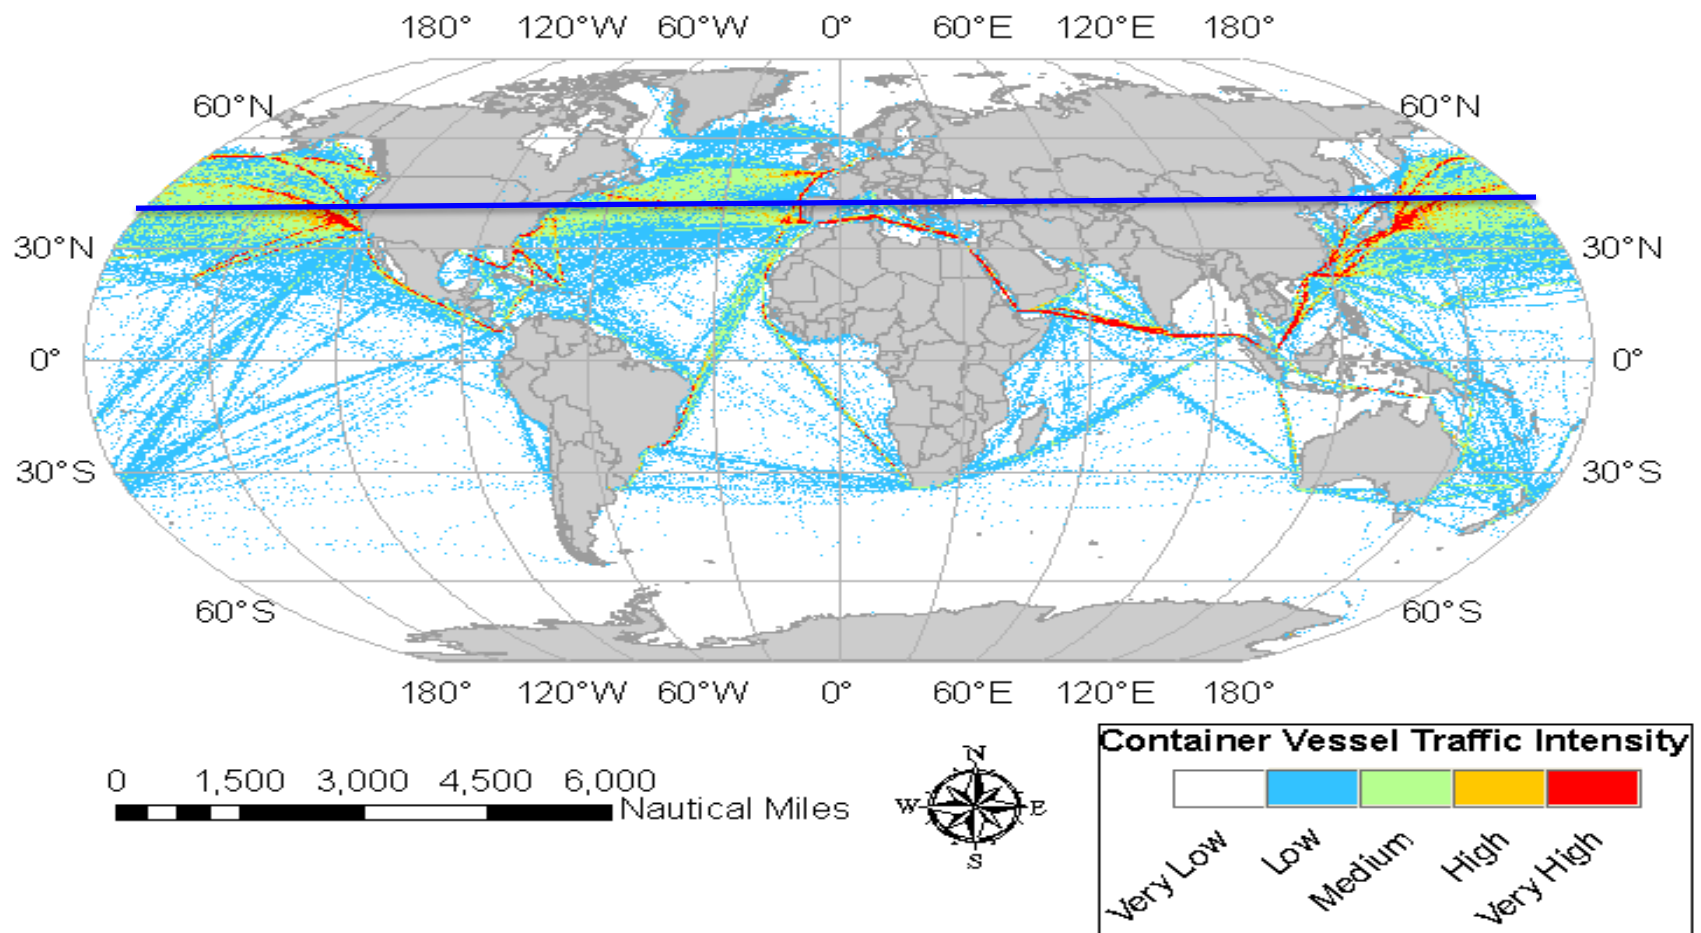 180° 120°W 60°W 0° 60°E 120°E 180°
60°N 60°N
30°N 30°N
0° 0°
30°S 30°S
60°S 60°S
180° 120°W 60°W 0° 60°E 120°E 180°
0 1,500 3,000 4,500 6,000
Nautical Miles
N
W E
S
Container Vessel Traffic Intensity
Very Low Low Medium High Very High